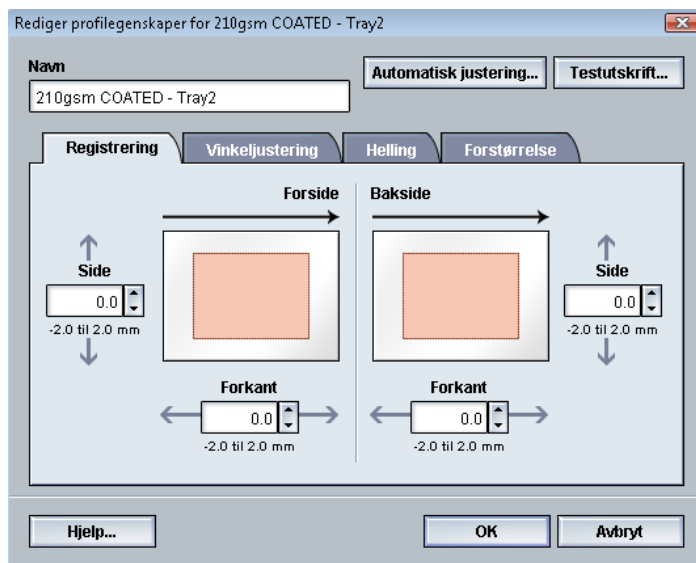 Rediger profilegenskaper for 210gsm COATED - Tray2
Navn
210gsm COATED - Tray2
Automatisk justering...
Testutskrift...
Registrering
Vinkeljustering
Helling
Forstørrelse
Forside
Bakside
Side
0.0
-2.0 til 2.0 mm
Side
0.0
-2.0 til 2.0 mm
Forkant
0.0
-2.0 til 2.0 mm
Forkant
0.0
-2.0 til 2.0 mm
Hjelp...
OK
Avbryt